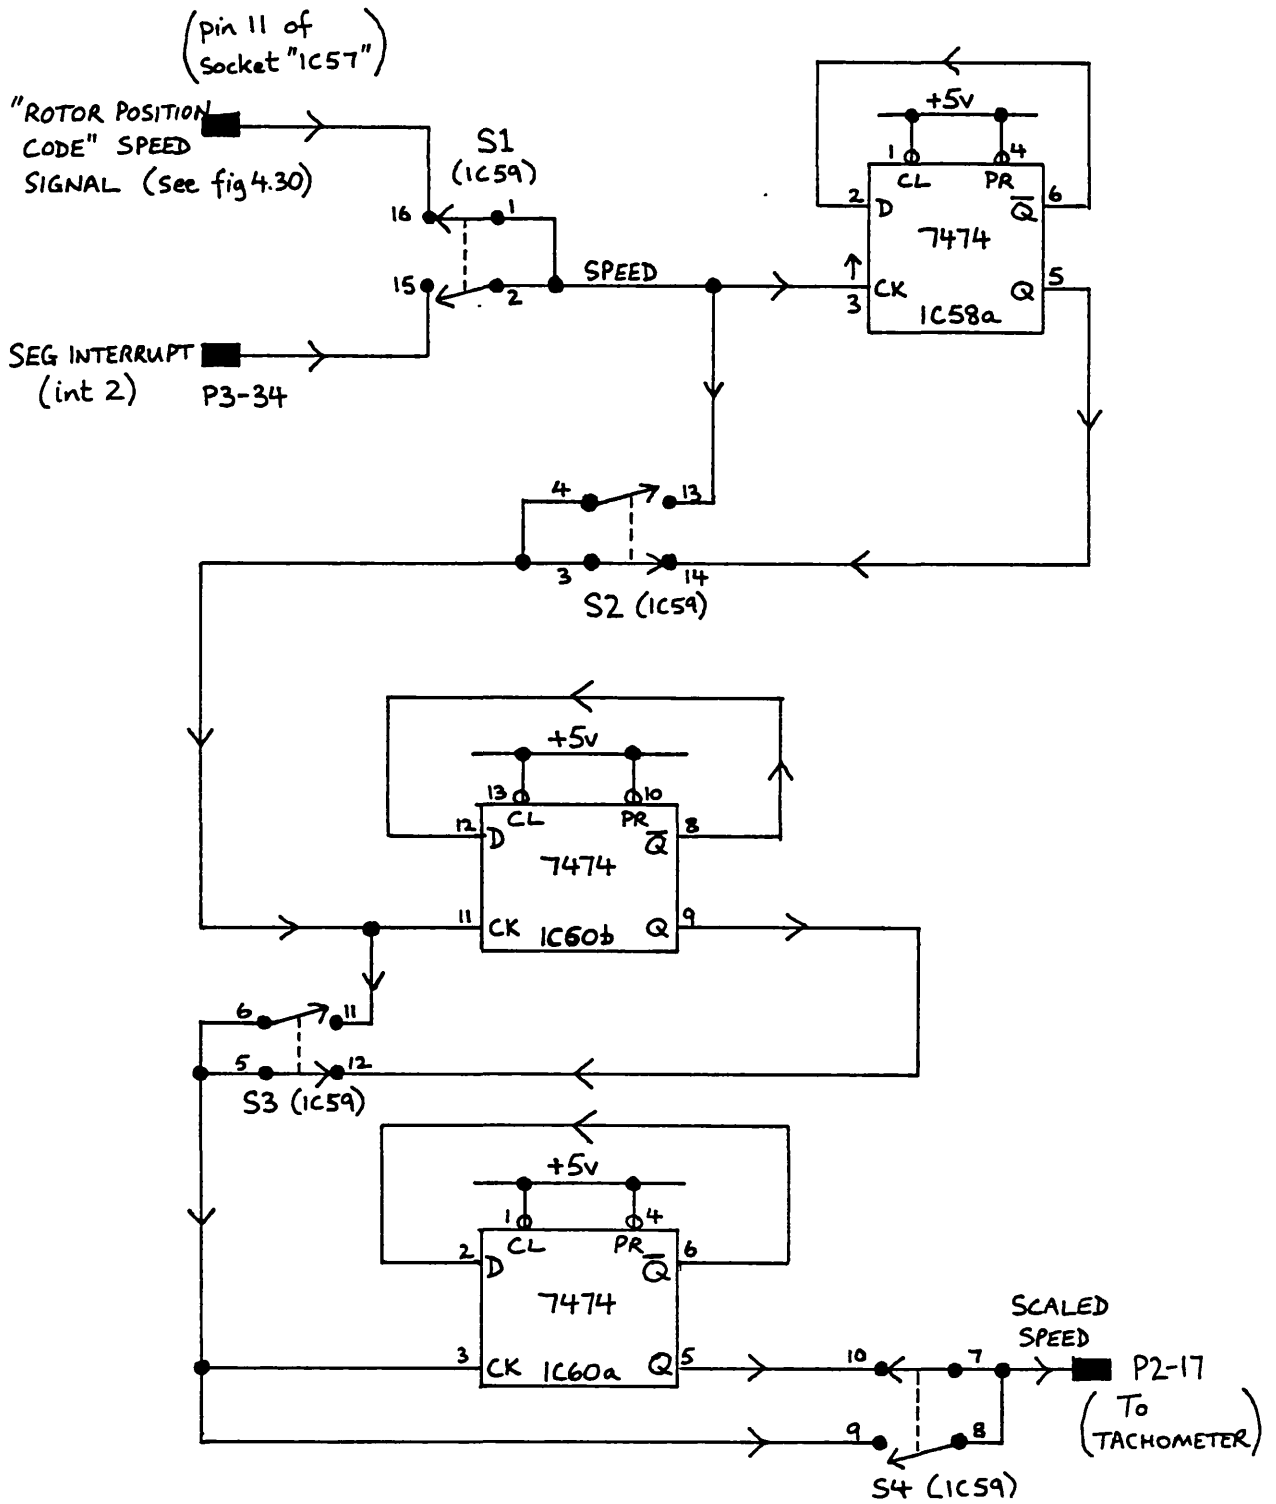 (pin 11 of
socket "IC57")
"ROTOR POSITION
CODE" SPEED
SIGNAL (see fig 4.30)
S1
(IC59)
16
1
15
2
SPEED
SEG INTERRUPT
(int 2)
P3-34
+5v
1
4
CL
PR
2
D
Q̅
6
7474
3
CK
Q
5
IC58a
4
13
3
14
S2 (IC59)
+5v
13
10
CL
PR
12
D
Q̅
8
7474
11
CK
Q
9
IC60b
6
11
5
12
S3 (IC59)
+5v
1
4
CL
PR
2
D
Q̅
6
7474
3
CK
Q
5
IC60a
10
7
SCALED
SPEED
P2-17
(To
TACHOMETER)
9
8
S4 (IC59)